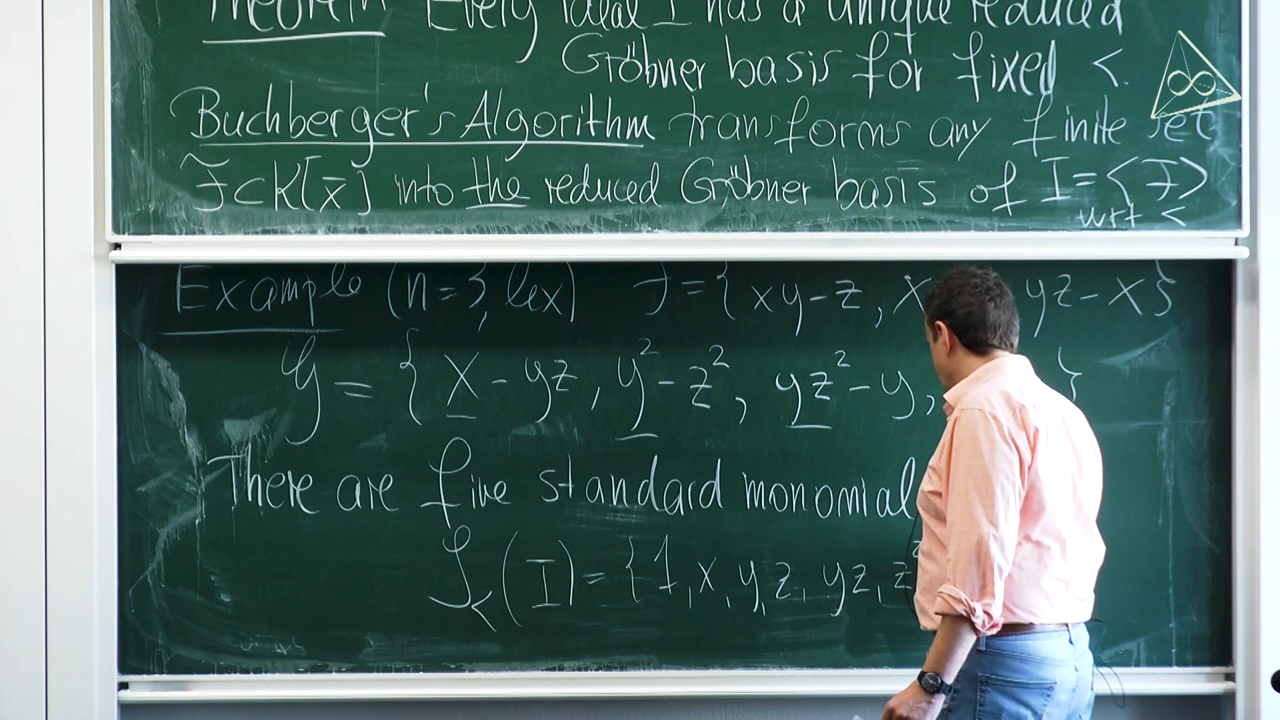 Theorem Every ideal I has a unique reduced
Gröbner basis for fixed <.
Buchberger's Algorithm transforms any finite set
F ⊂ K[x̄] into the reduced Gröbner basis of I = <F>
wrt <
Example (n=3, lex) F = {xy-z, x yz-x}
G = {x - yz, y² - z², yz² - y, }
There are five standard monomial
S<(I) = {1, x, y, z, yz, z²